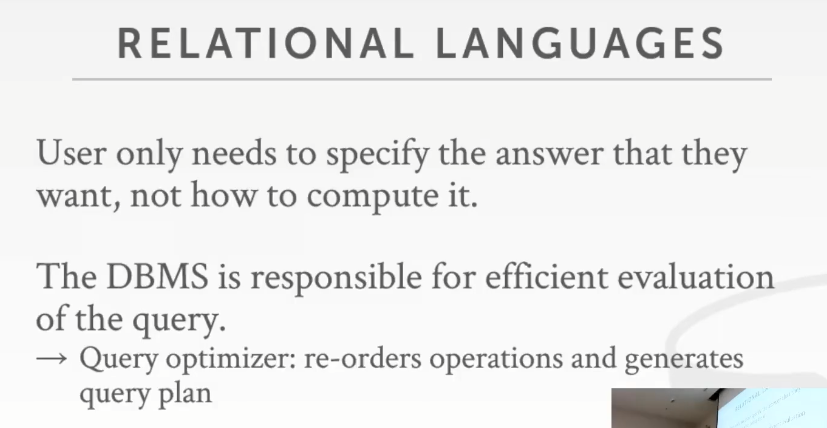 RELATIONAL LANGUAGES
User only needs to specify the answer that they
want, not how to compute it.
The DBMS is responsible for efficient evaluation
of the query.
→ Query optimizer: re-orders operations and generates
query plan